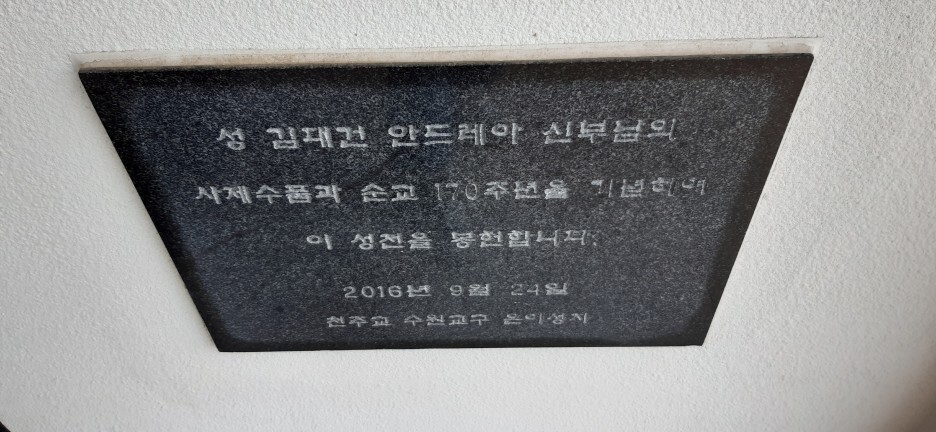 성 김대건 안드레아 신부님의
사제수품과 순교 170주년을 기념하여
이 성전을 봉헌합니다.
2016년 9월 24일
천주교 수원교구 은이성지